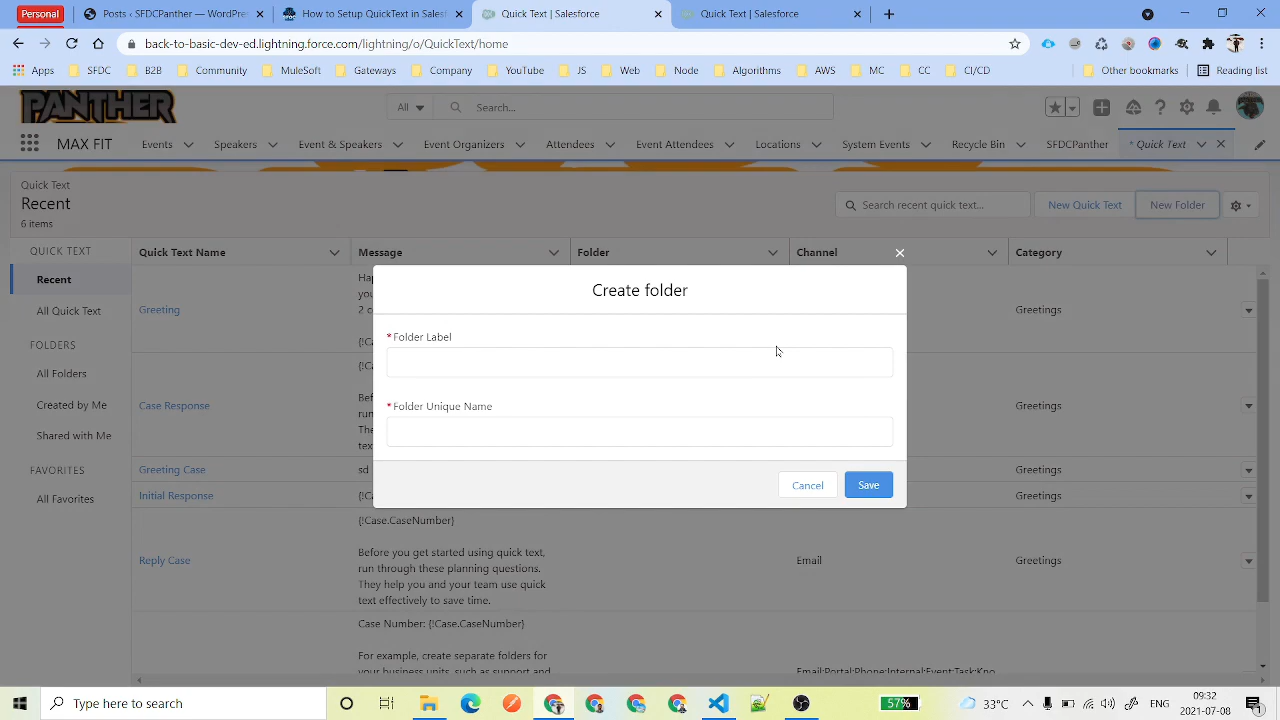 Personal
Posts ‹ SFDCPanther — WordPre
How to Setup QuickText in Sales
Quick Text | Salesforce
Quick Text | Salesforce
back-to-basic-dev-ed.lightning.force.com/lightning/o/QuickText/home
Apps
SFDC
B2B
Community
MuleSoft
Gateways
Company
YouTube
JS
Web
Node
Algorithms
AWS
MC
CC
CI/CD
Other bookmarks
Reading list
PANTHER
All
Search...
MAX FIT
Events
Speakers
Event & Speakers
Event Organizers
Attendees
Event Attendees
Locations
System Events
Recycle Bin
SFDCPanther
* Quick Text
Quick Text
Recent
6 items
Search recent quick text...
New Quick Text
New Folder
QUICK TEXT
Recent
All Quick Text
FOLDERS
All Folders
Created by Me
Shared with Me
FAVORITES
All Favorites
Quick Text Name
Message
Folder
Channel
Category
Greeting
Hap
you
2 c
{!C
Greetings
Case Response
{!Ca
Bef
run
The
tex
Greetings
Greeting Case
sd
Greetings
Initial Response
{!C
Greetings
Reply Case
{!Case.CaseNumber}
Before you get started using quick text,
run through these planning questions.
They help you and your team use quick
text effectively to save time.
Email
Greetings
Case Number: {!Case.CaseNumber}
For example, create separate folders for
your business units, such as support and
Email;Portal;Phone;Internal;Event;Task;Kno
Create folder
* Folder Label
* Folder Unique Name
Cancel
Save
Type here to search
57%
33°C
ENG
09:32
2021-07-08